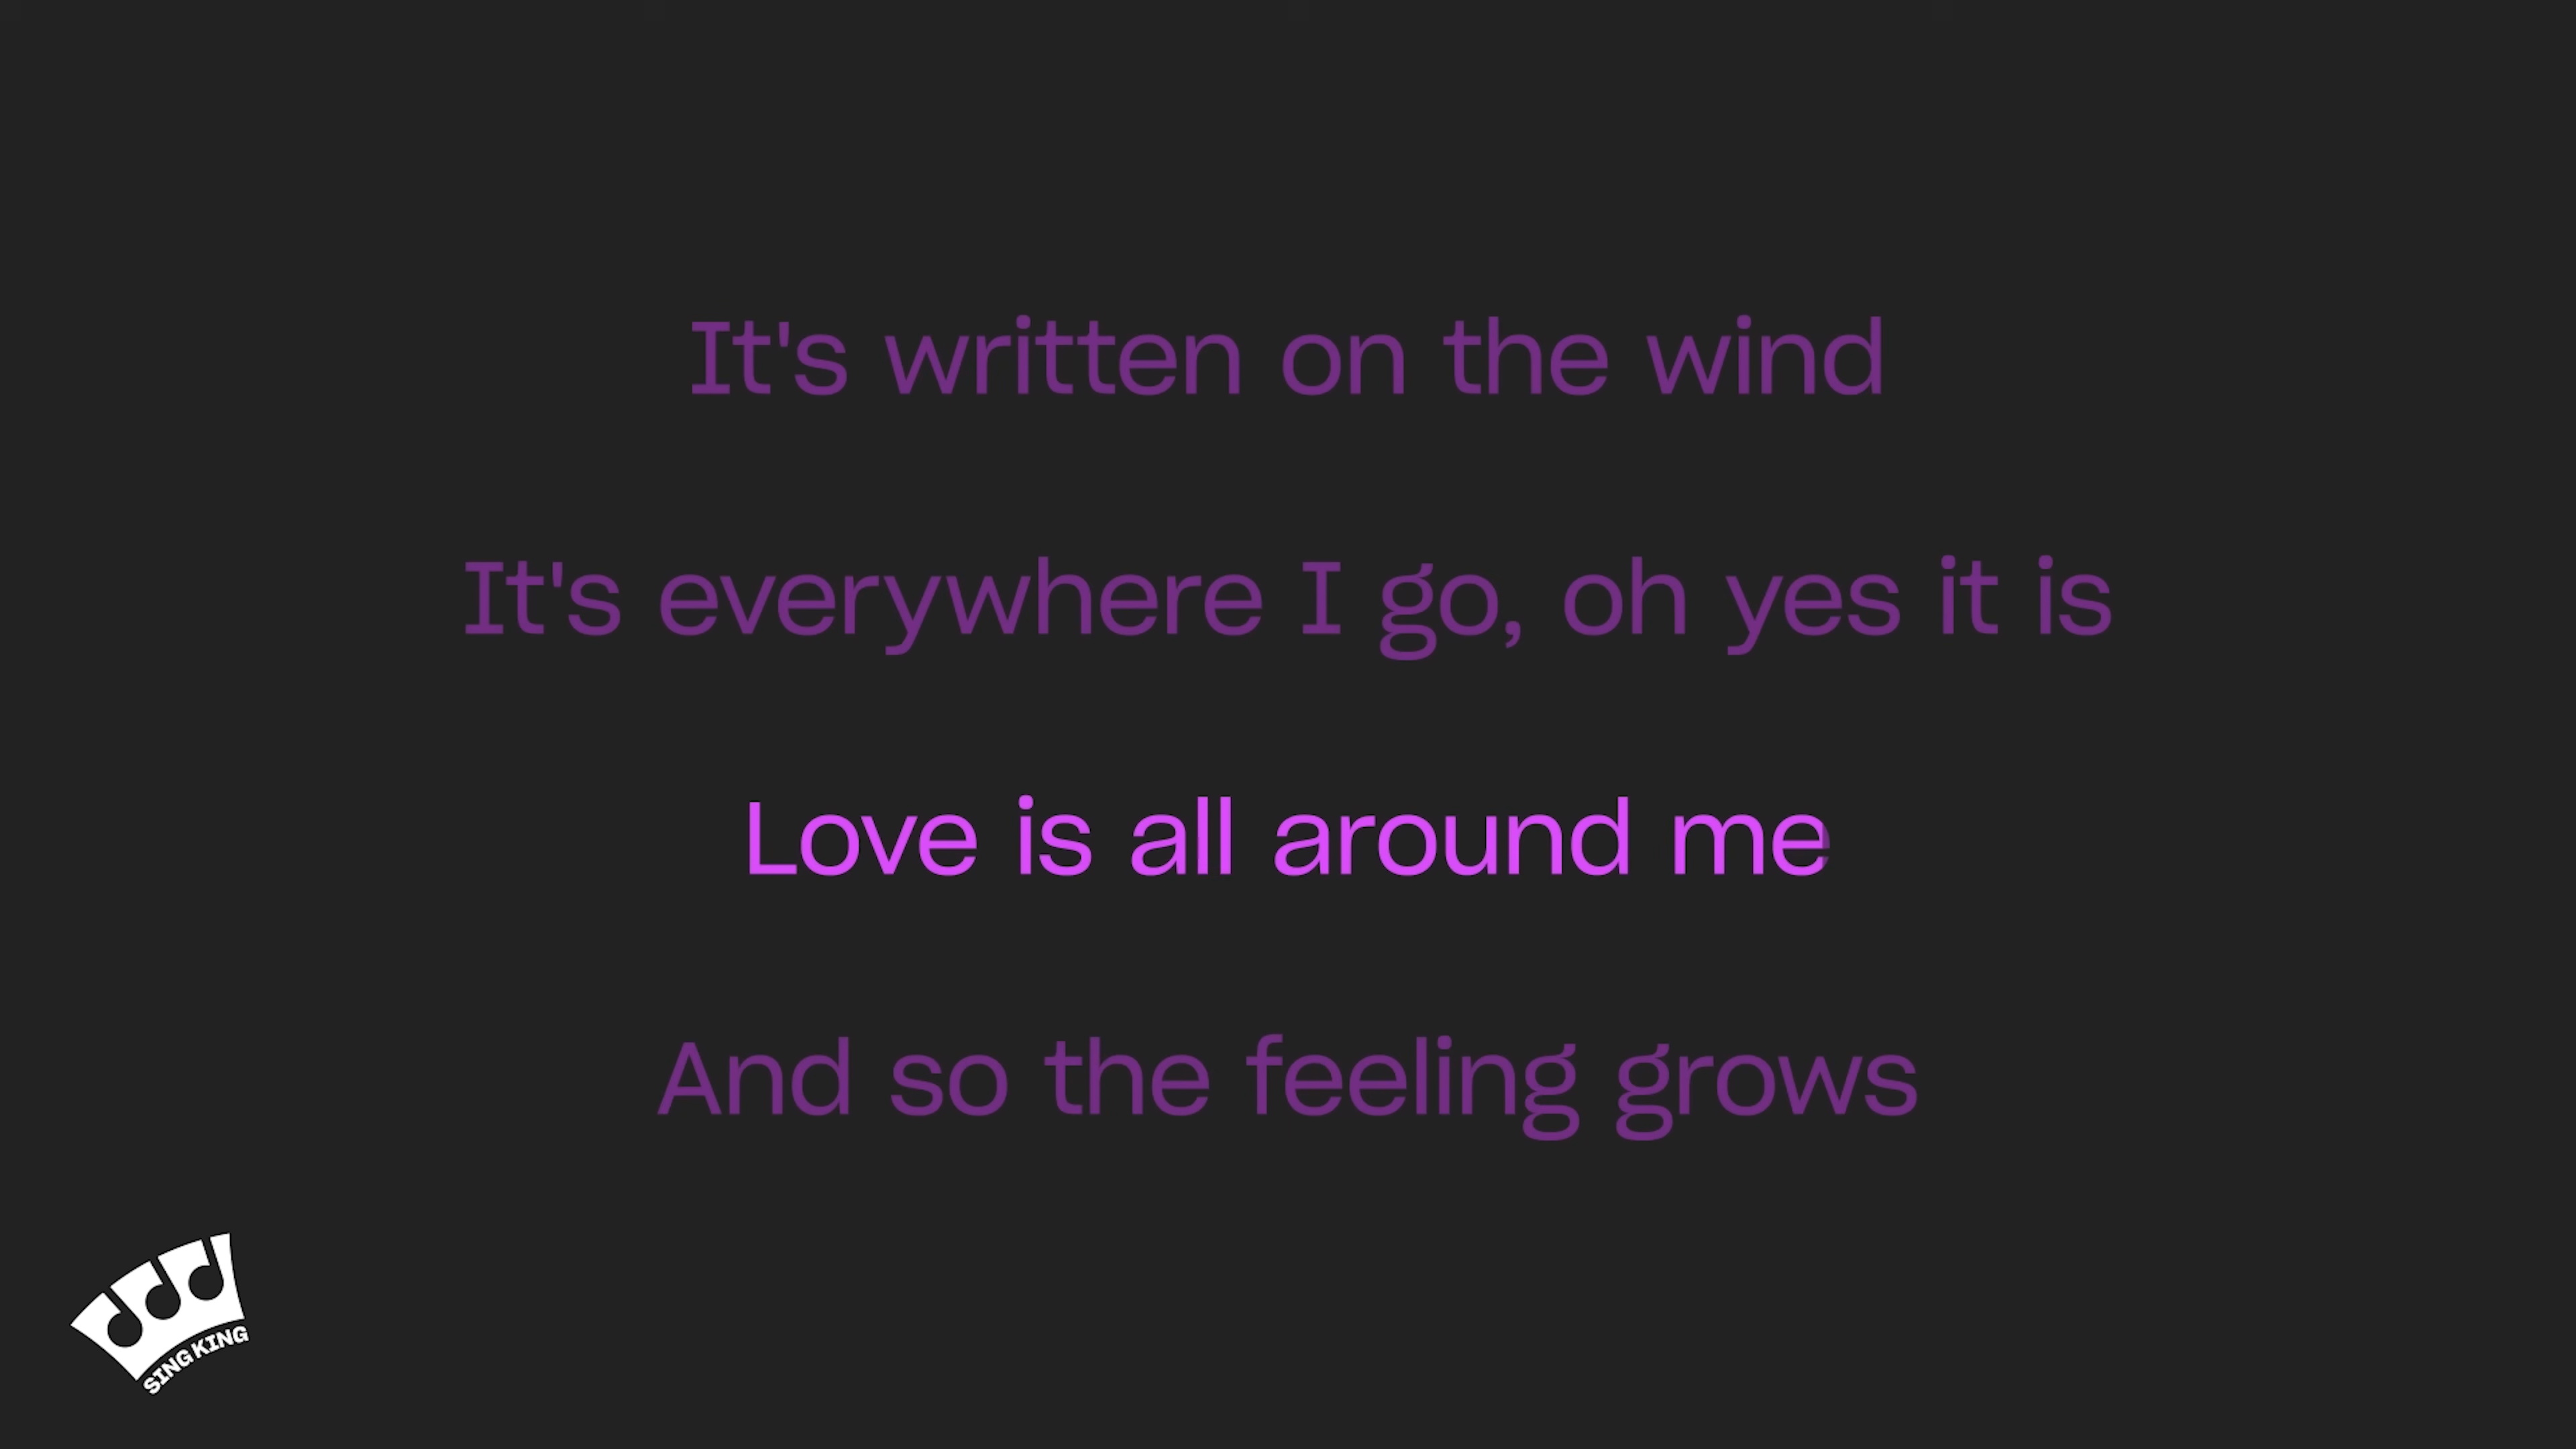 It's written on the wind
It's everywhere I go, oh yes it is
Love is all around me
And so the feeling grows
SING KING